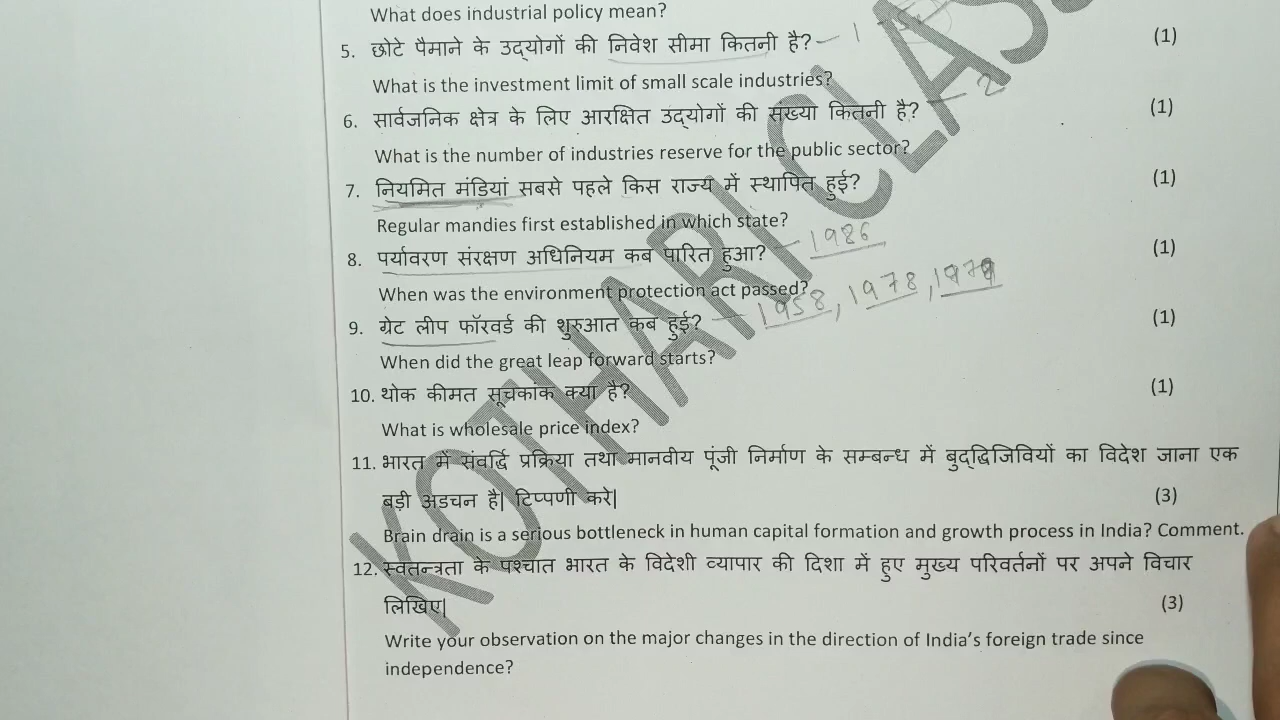 What does industrial policy mean?
5. छोटे पैमाने के उद्योगों की निवेश सीमा कितनी है? – 1 (1)
What is the investment limit of small scale industries?
6. सार्वजनिक क्षेत्र के लिए आरक्षित उद्योगों की संख्या कितनी है? – 2 (1)
What is the number of industries reserve for the public sector?
7. नियमित मंडियां सबसे पहले किस राज्य में स्थापित हुई? (1)
Regular mandies first established in which state?
8. पर्यावरण संरक्षण अधिनियम कब पारित हुआ? – 1986 (1)
When was the environment protection act passed?
9. ग्रेट लीप फॉरवर्ड की शुरुआत कब हुई? – 1958, 1978, 1979 (1)
When did the great leap forward starts?
10. थोक कीमत सूचकांक क्या है? (1)
What is wholesale price index?
11. भारत में संवर्द्धि प्रक्रिया तथा मानवीय पूंजी निर्माण के सम्बन्ध में बुद्धिजिवियों का विदेश जाना एक
बड़ी अडचन है| टिप्पणी करे| (3)
Brain drain is a serious bottleneck in human capital formation and growth process in India? Comment.
12. स्वतन्त्रता के पश्चात भारत के विदेशी व्यापार की दिशा में हुए मुख्य परिवर्तनों पर अपने विचार
लिखिए| (3)
Write your observation on the major changes in the direction of India's foreign trade since
independence?
KOTHARI CLASS